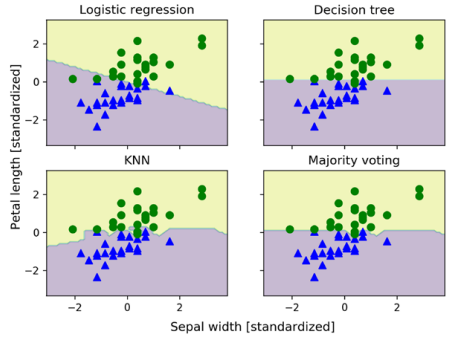 Logistic regression
Decision tree
2
0
−2
KNN
Majority voting
2
0
−2
−2
0
2
−2
0
2
Petal length [standardized]
Sepal width [standardized]